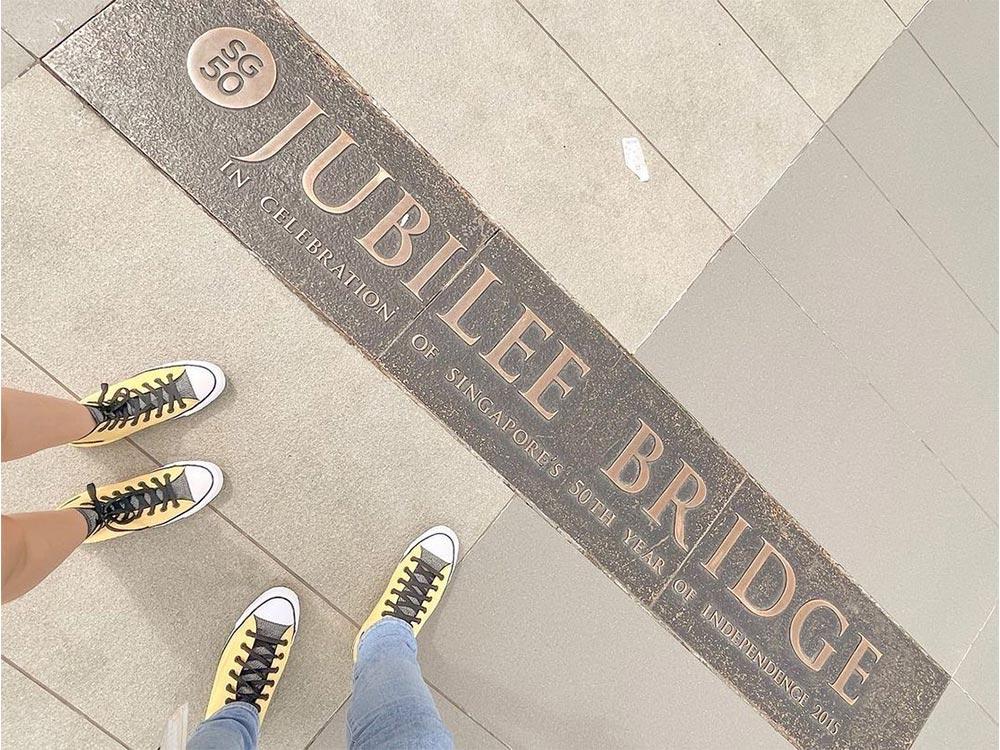 SG
50
JUBILEE BRIDGE
IN CELEBRATION OF SINGAPORE'S 50TH YEAR OF INDEPENDENCE 2015